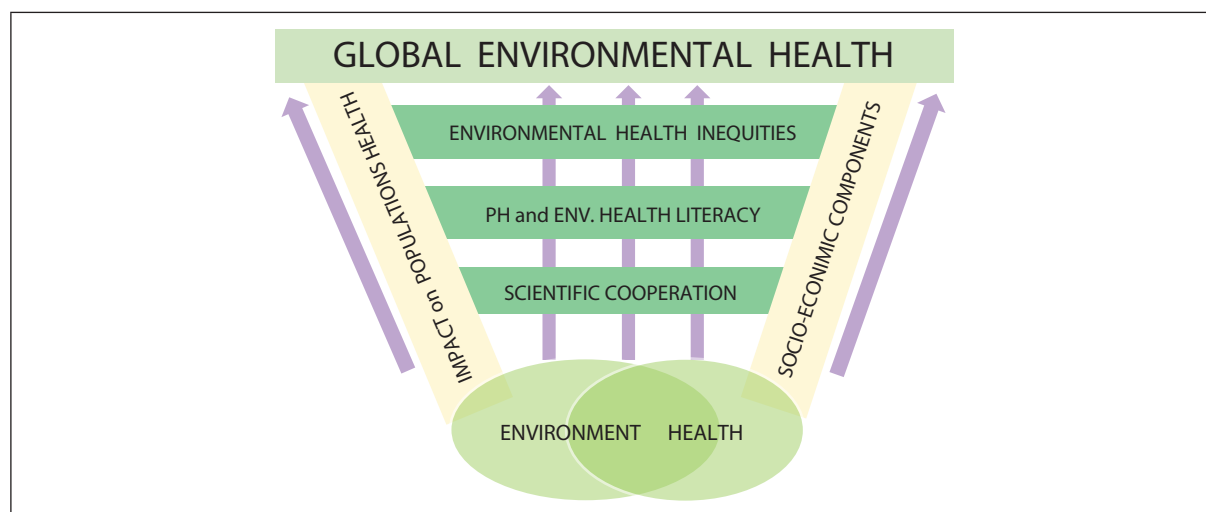 GLOBAL ENVIRONMENTAL HEALTH
IMPACT on POPULATIONS HEALTH
ENVIRONMENTAL HEALTH INEQUITIES
PH and ENV. HEALTH LITERACY
SCIENTIFIC COOPERATION
SOCIO-ECONIMIC COMPONENTS
ENVIRONMENT HEALTH